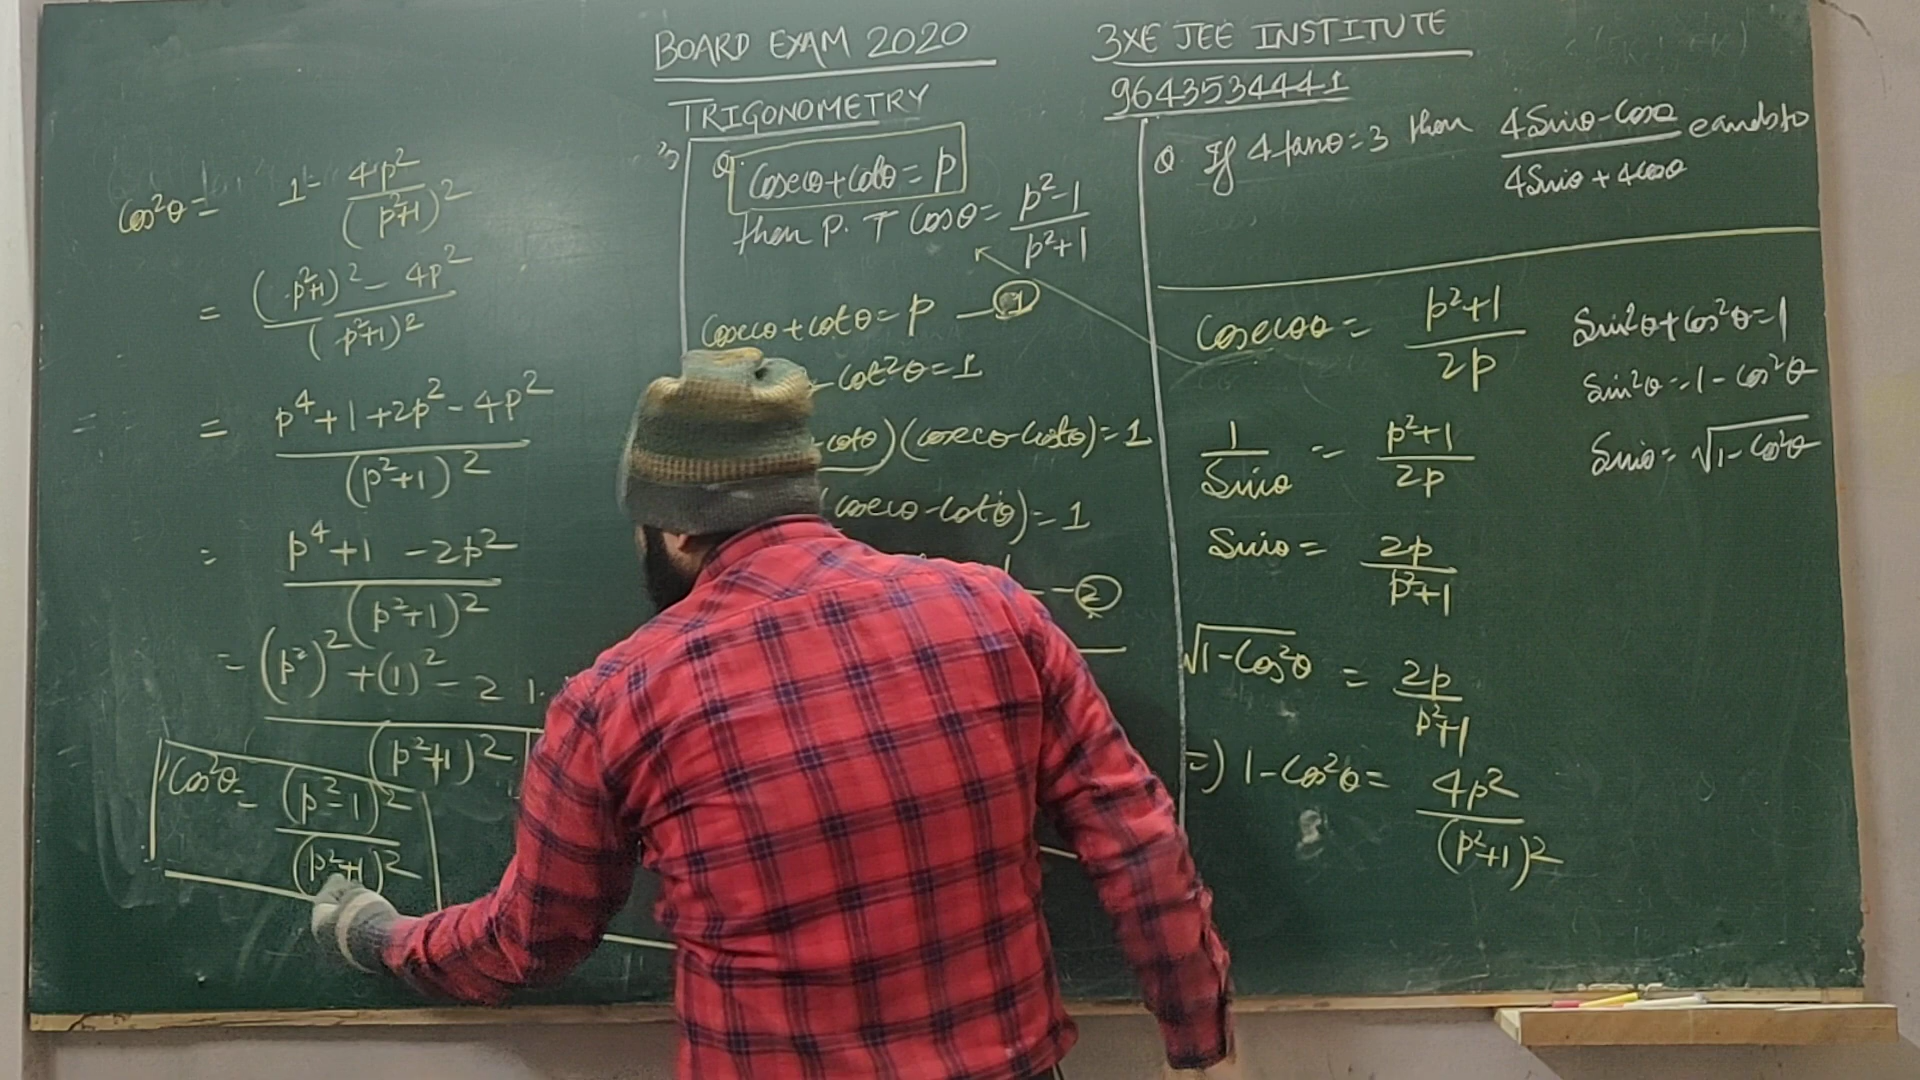 BOARD EXAM 2020
3XE JEE INSTITUTE
9643534441
TRIGONOMETRY
Q. Cosecθ+Cotθ = p
then P. T Cosθ = p²-1 / p²+1
Cosecθ+cotθ = p — 1
- Cot²θ = 1
cotθ)(cosecθ-Cotθ) = 1
(cosecθ-Cotθ) = 1
2
Q. If 4tanθ=3 then 4Sinθ-Cosθ / 4Sinθ+4cosθ
Cosecθ = p²+1 / 2p
1 / Sinθ = p²+1 / 2p
Sinθ = 2p / p²+1
√1-Cos²θ = 2p / p²+1
=) 1-Cos²θ = 4p² / (p²+1)²
Sin²θ+Cos²θ=1
Sin²θ = 1-Cos²θ
Sinθ = √1-Cos²θ
Cos²θ = 1- 4p² / (p²+1)²
= (p²+1)² - 4p² / (p²+1)²
= p⁴+1+2p²-4p² / (p²+1)²
= p⁴+1 -2p² / (p²+1)²
= (p²)²+(1)²-2 1. / (p²+1)²
Cos²θ = (p²-1)² / (p²+1)²